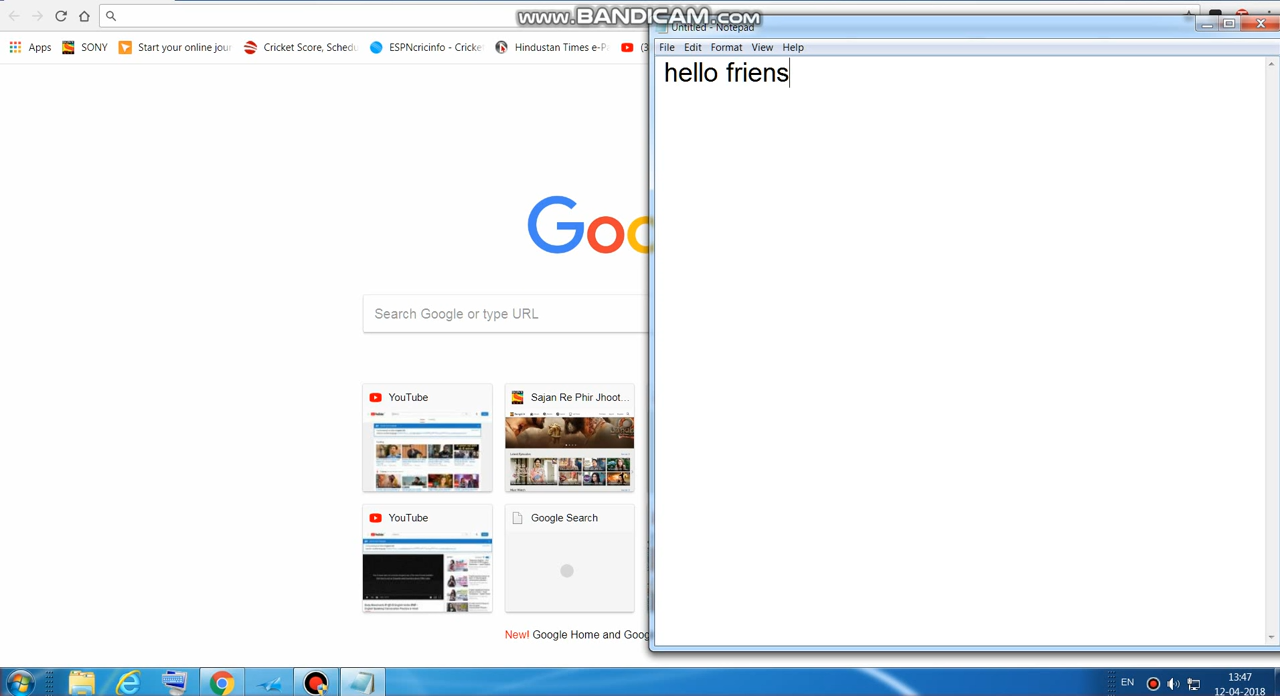 www.BANDICAM.com
Untitled - Notepad
File Edit Format View Help
hello friens
Apps SONY Start your online jour Cricket Score, Schedu ESPNcricinfo - Cricke Hindustan Times e-P (3
Goo
Search Google or type URL
YouTube Sajan Re Phir Jhoot...
YouTube Google Search
New! Google Home and Goog
EN 13:47
12-04-2018